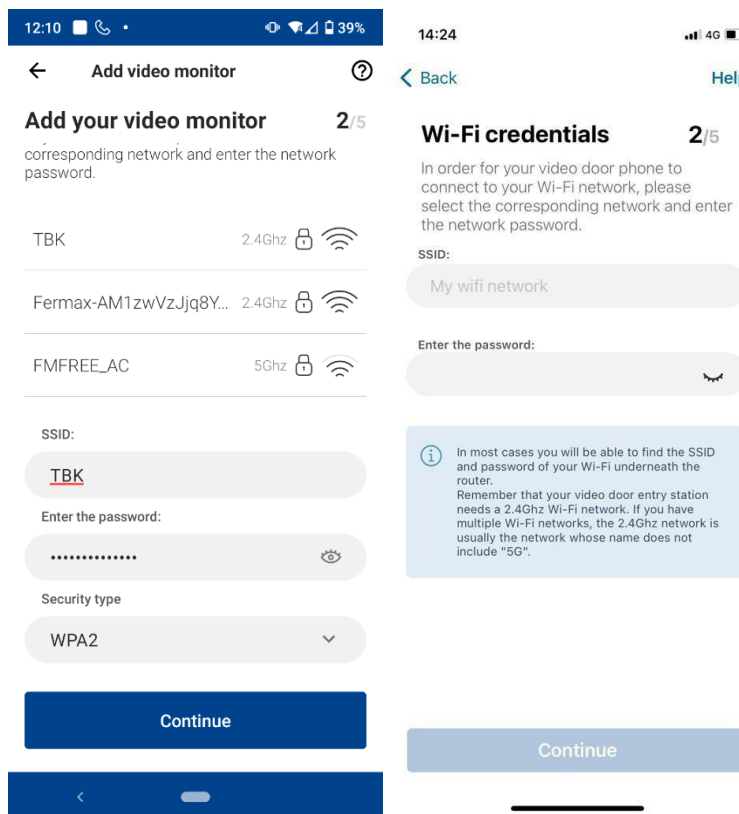 12:10
39%
Add video monitor
Add your video monitor 2/5
corresponding network and enter the network
password.
TBK 2.4Ghz
Fermax-AM1zwVzJjq8Y... 2.4Ghz
FMFREE_AC 5Ghz
SSID:
TBK
Enter the password:
••••••••••••••
Security type
WPA2
Continue
14:24
4G
Back
Help
Wi-Fi credentials 2/5
In order for your video door phone to
connect to your Wi-Fi network, please
select the corresponding network and enter
the network password.
SSID:
My wifi network
Enter the password:
In most cases you will be able to find the SSID
and password of your Wi-Fi underneath the
router.
Remember that your video door entry station
needs a 2.4Ghz Wi-Fi network. If you have
multiple Wi-Fi networks, the 2.4Ghz network is
usually the network whose name does not
include "5G".
Continue